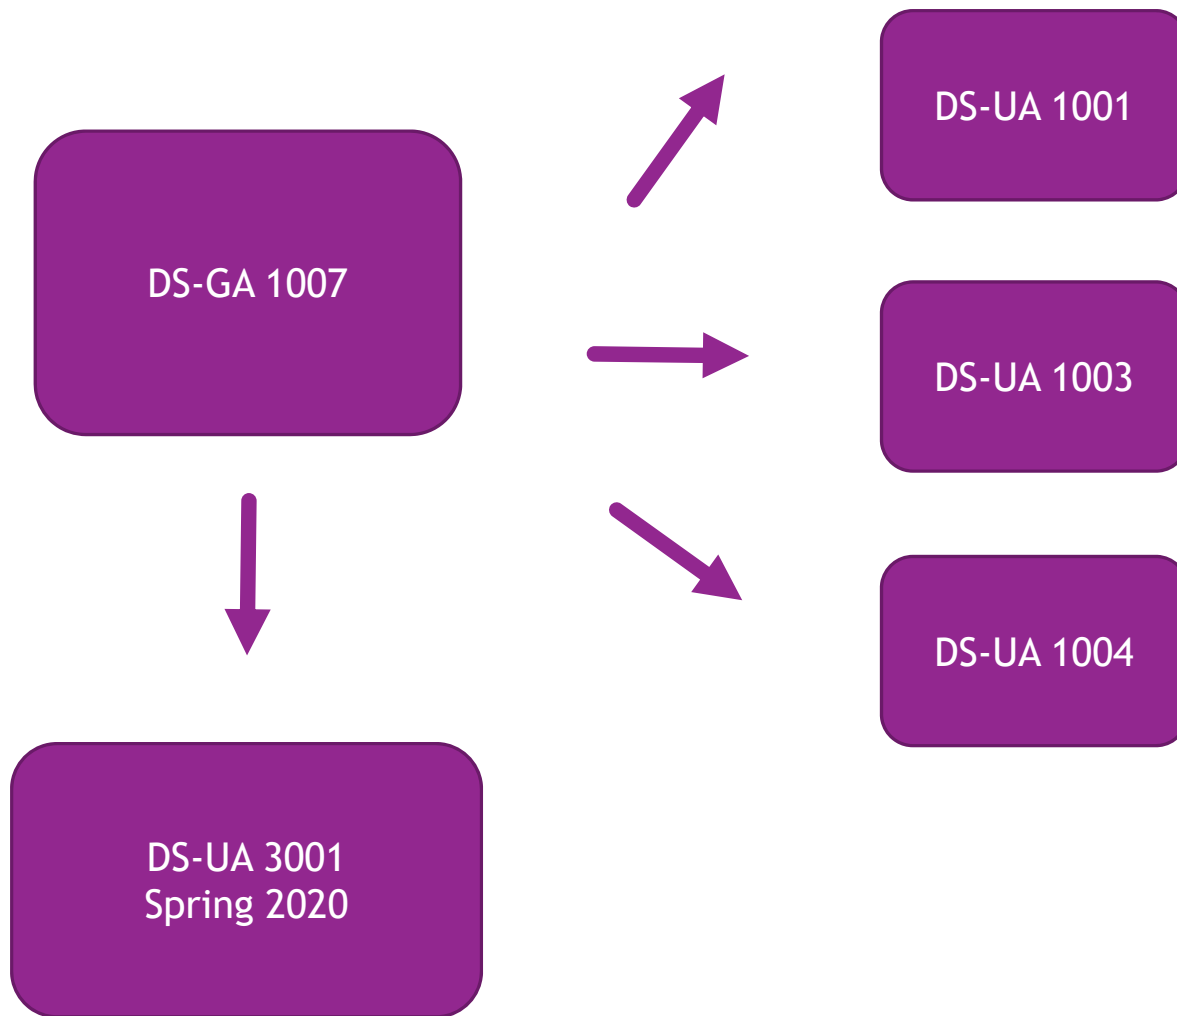 DS-GA 1007
DS-UA 1001
DS-UA 1003
DS-UA 1004
DS-UA 3001
Spring 2020